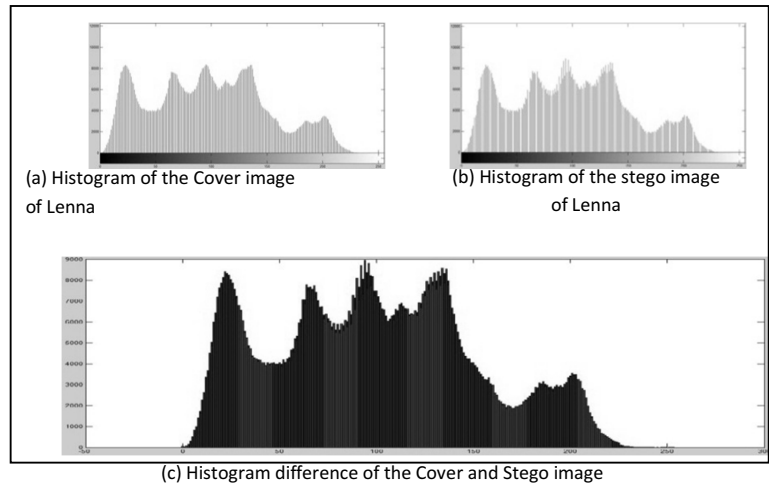 (a) Histogram of the Cover image
of Lenna
(b) Histogram of the stego image
of Lenna
9000
8000
7000
6000
5000
4000
3000
2000
1000
0
-50 0 50 100 150 200 250 300
(c) Histogram difference of the Cover and Stego image